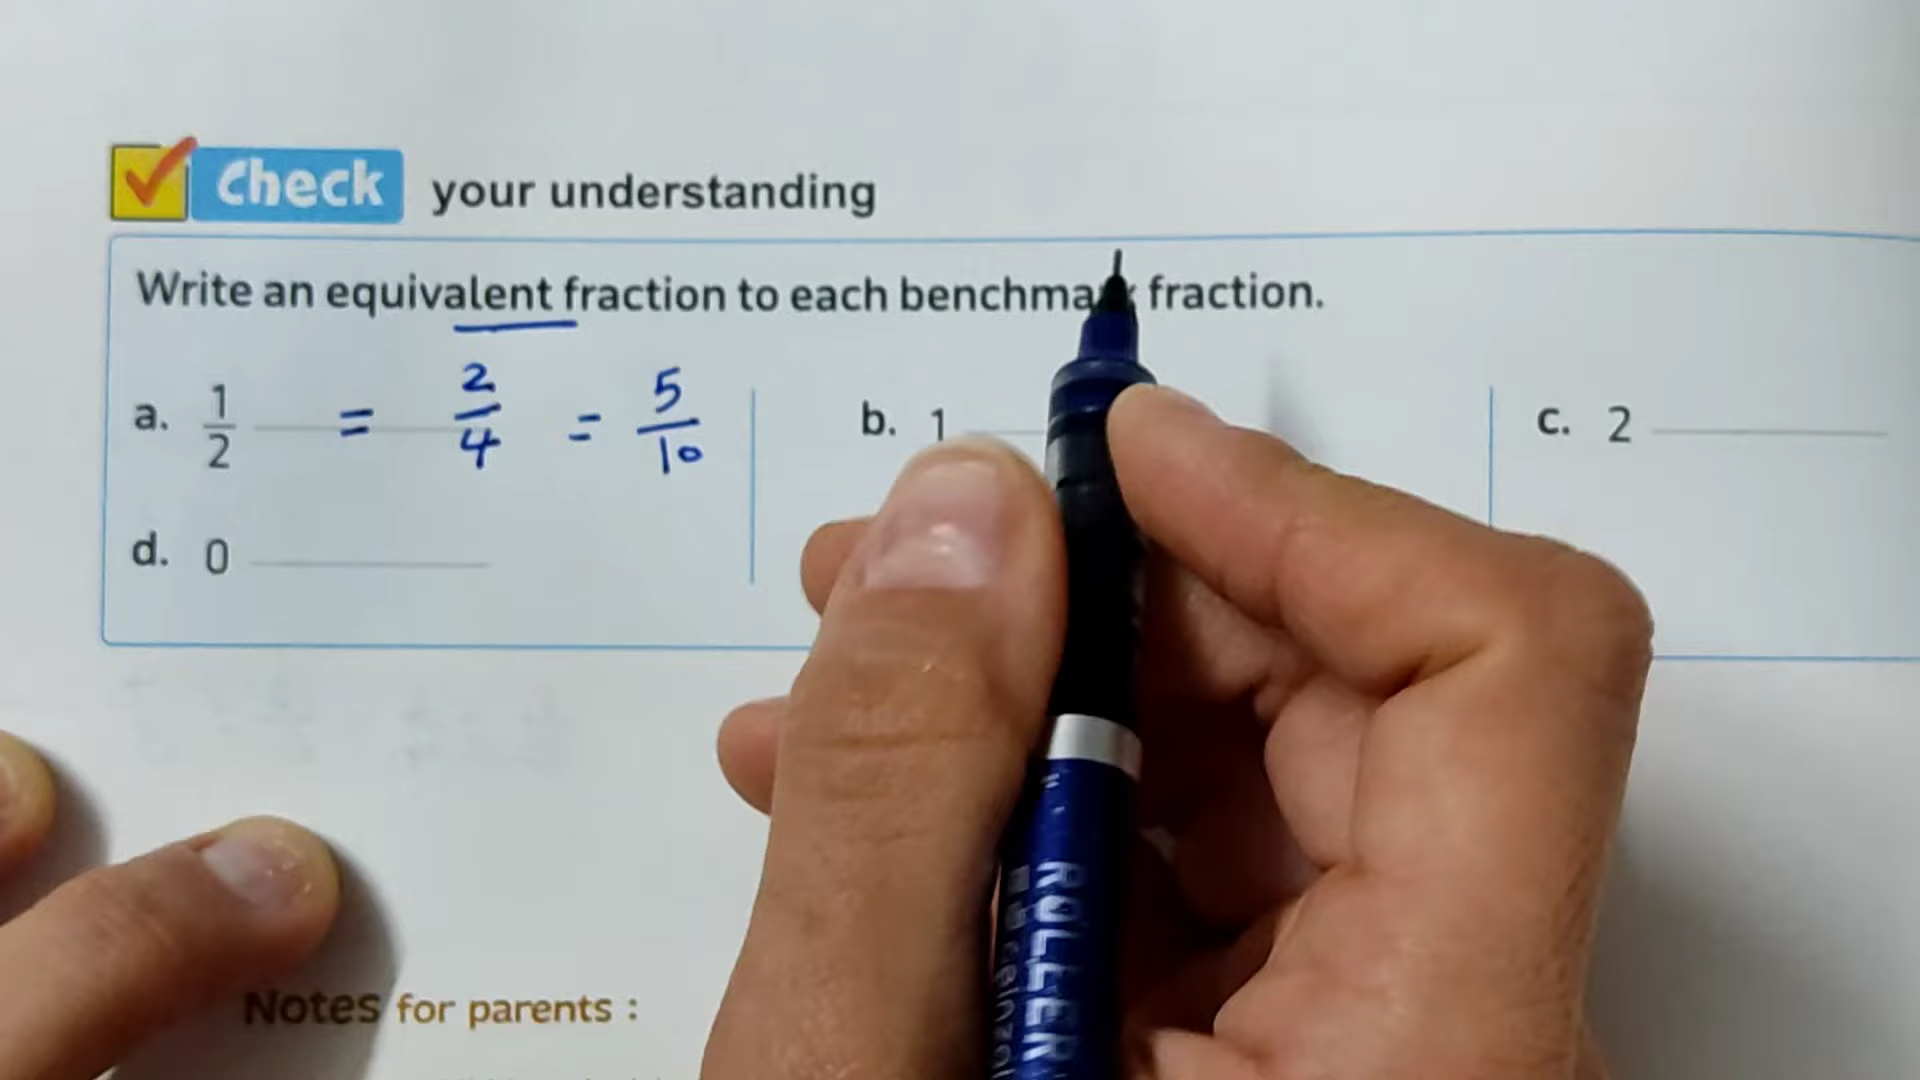 Check your understanding
Write an equivalent fraction to each benchmark fraction.
a. 1/2 = 2/4 = 5/10 b. 1 c. 2
d. 0
Notes for parents :
ROLLER